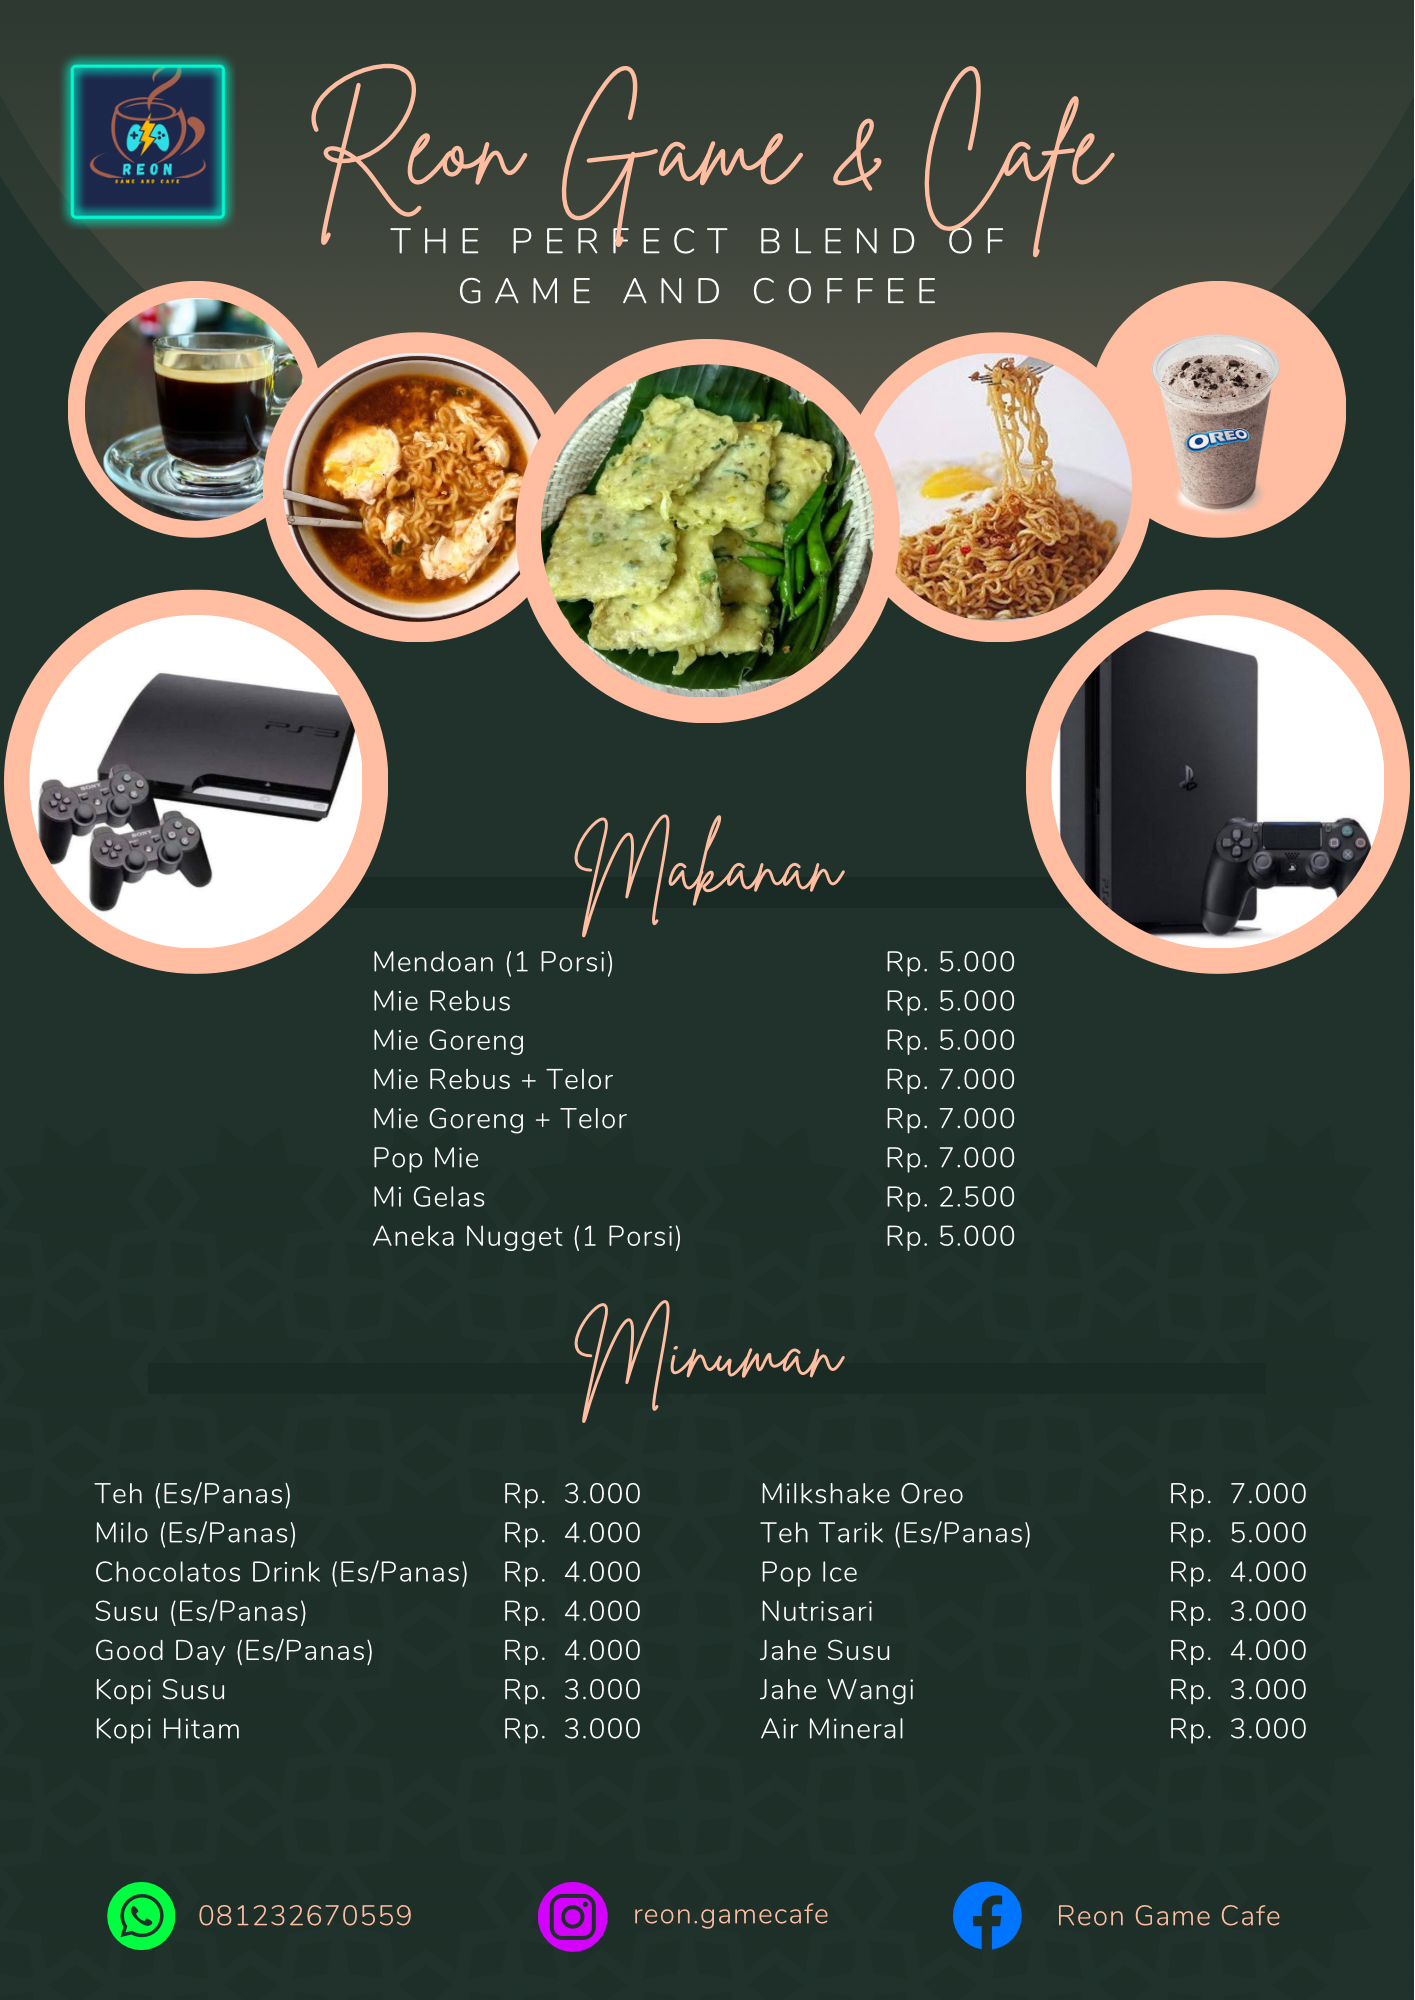 REON
GAME AND CAFE
Reon Game & Cafe
THE PERFECT BLEND OF
GAME AND COFFEE
OREO
PS3
SONY
SONY
Makanan
Mendoan (1 Porsi) Rp. 5.000
Mie Rebus Rp. 5.000
Mie Goreng Rp. 5.000
Mie Rebus + Telor Rp. 7.000
Mie Goreng + Telor Rp. 7.000
Pop Mie Rp. 7.000
Mi Gelas Rp. 2.500
Aneka Nugget (1 Porsi) Rp. 5.000
Minuman
Teh (Es/Panas) Rp. 3.000
Milo (Es/Panas) Rp. 4.000
Chocolatos Drink (Es/Panas) Rp. 4.000
Susu (Es/Panas) Rp. 4.000
Good Day (Es/Panas) Rp. 4.000
Kopi Susu Rp. 3.000
Kopi Hitam Rp. 3.000
Milkshake Oreo Rp. 7.000
Teh Tarik (Es/Panas) Rp. 5.000
Pop Ice Rp. 4.000
Nutrisari Rp. 3.000
Jahe Susu Rp. 4.000
Jahe Wangi Rp. 3.000
Air Mineral Rp. 3.000
081232670559
reon.gamecafe
Reon Game Cafe